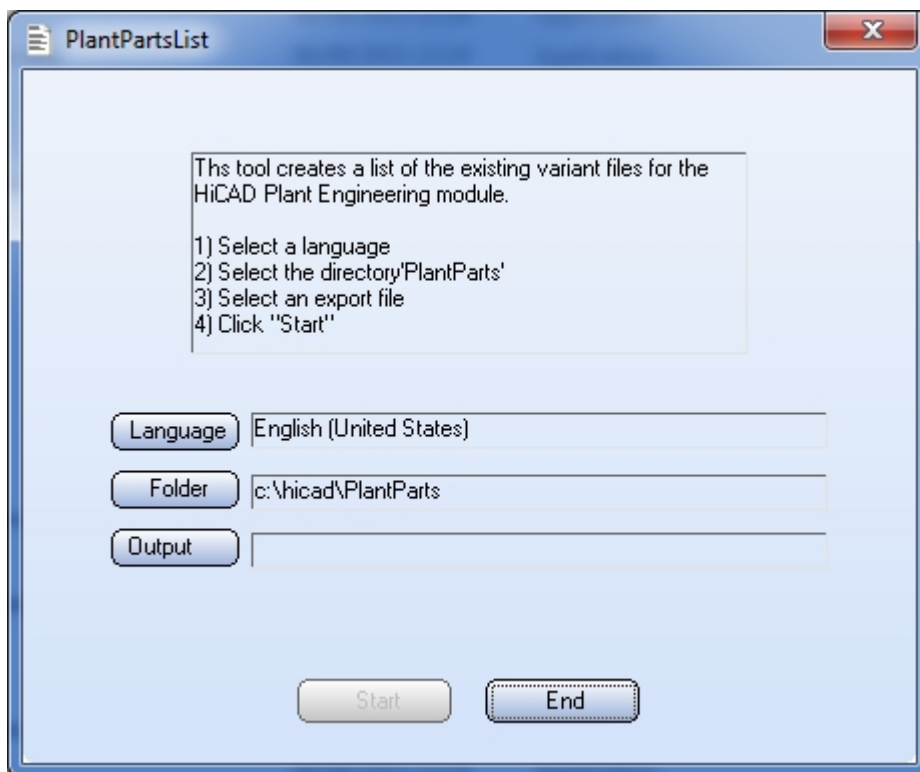 PlantPartsList
Ths tool creates a list of the existing variant files for the
HiCAD Plant Engineering module.
1) Select a language
2) Select the directory'PlantParts'
3) Select an export file
4) Click "Start"
Language English (United States)
Folder c:\hicad\PlantParts
Output
Start End